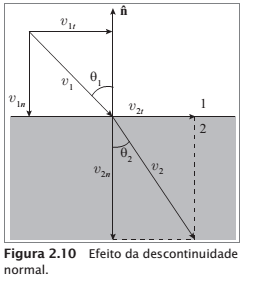 n̂
v₁ₜ
v₁
θ₁
v₁ₙ
v₂ₜ
1
2
θ₂
v₂ₙ
v₂
Figura 2.10 Efeito da descontinuidade
normal.